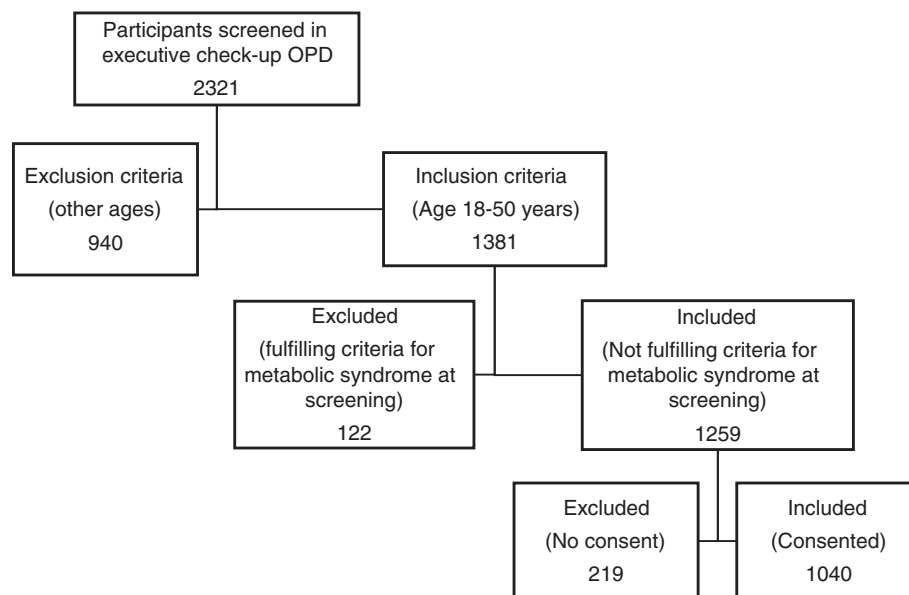 Participants screened in
executive check-up OPD
2321
Exclusion criteria
(other ages)
940
Inclusion criteria
(Age 18-50 years)
1381
Excluded
(fulfilling criteria for
metabolic syndrome at
screening)
122
Included
(Not fulfilling criteria for
metabolic syndrome at
screening)
1259
Excluded
(No consent)
219
Included
(Consented)
1040